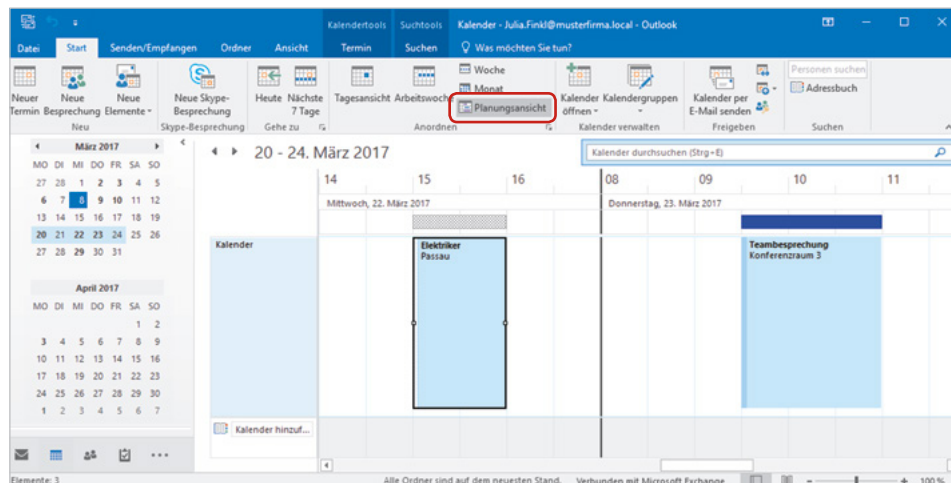 Kalendertools Suchtools Kalender - Julia.Finkl@musterfirma.local - Outlook
Datei Start Senden/Empfangen Ordner Ansicht Termin Suchen Was möchten Sie tun?
Neuer Termin
Neue Besprechung
Neue Elemente
Neu
Neue Skype-Besprechung
Skype-Besprechung
Heute
Nächste 7 Tage
Gehe zu
Tagesansicht
Arbeitswoche
Woche
Monat
Planungsansicht
Anordnen
Kalender öffnen
Kalendergruppen
Kalender verwalten
Kalender per E-Mail senden
Freigeben
Personen suchen
Adressbuch
Suchen
März 2017
MO DI MI DO FR SA SO
27 28 1 2 3 4 5
6 7 8 9 10 11 12
13 14 15 16 17 18 19
20 21 22 23 24 25 26
27 28 29 30 31
April 2017
MO DI MI DO FR SA SO
1 2
3 4 5 6 7 8 9
10 11 12 13 14 15 16
17 18 19 20 21 22 23
24 25 26 27 28 29 30
1 2 3 4 5 6 7
20 - 24. März 2017
Kalender durchsuchen (Strg+E)
14 15 16 08 09 10 11
Mittwoch, 22. März 2017 Donnerstag, 23. März 2017
Kalender
Elektriker
Passau
Teambesprechung
Konferenzraum 3
Kalender hinzuf...
Elemente: 3 Alle Ordner sind auf dem neuesten Stand. Verbunden mit Microsoft Exchange 100 %